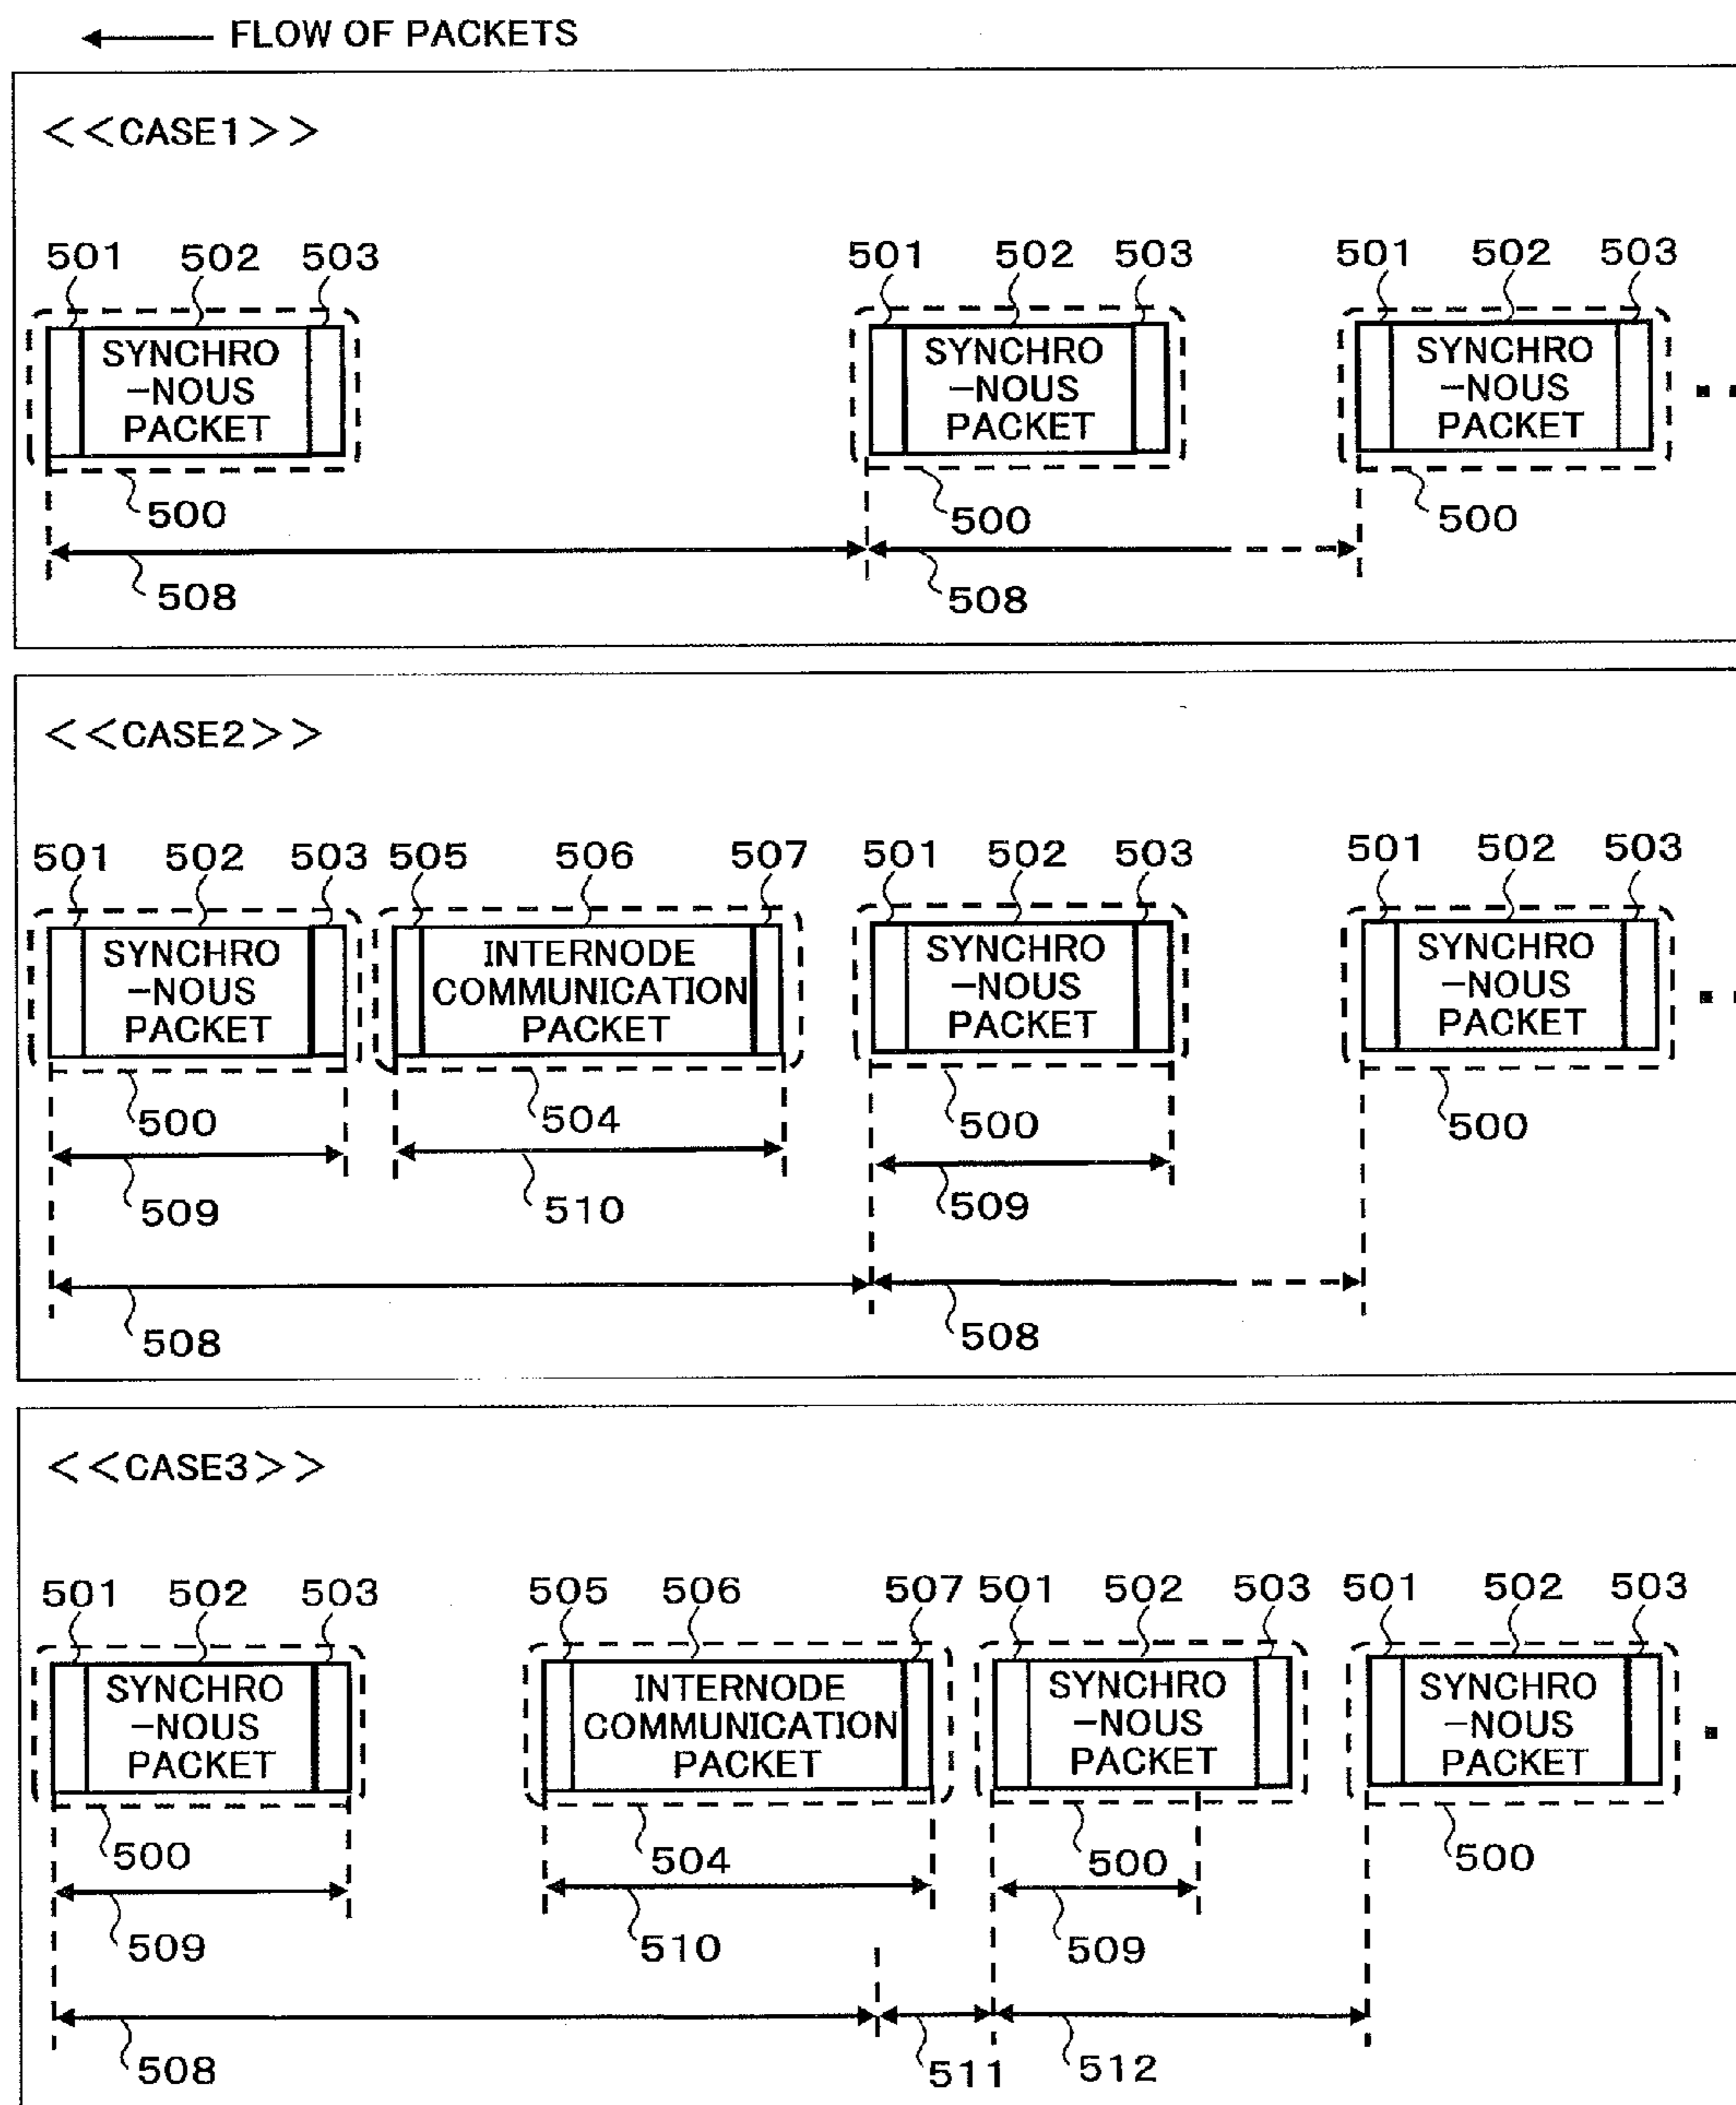 FLOW OF PACKETS
<<CASE1>>
501 502 503 501 502 503 501 502 503
SYNCHRO
-NOUS
PACKET
SYNCHRO
-NOUS
PACKET
SYNCHRO
-NOUS
PACKET
500 500 500
508 508
<<CASE2>>
501 502 503 505 506 507 501 502 503 501 502 503
SYNCHRO
-NOUS
PACKET
INTERNODE
COMMUNICATION
PACKET
SYNCHRO
-NOUS
PACKET
SYNCHRO
-NOUS
PACKET
500 504 500 500
509 510 509
508 508
<<CASE3>>
501 502 503 505 506 507 501 502 503 501 502 503
SYNCHRO
-NOUS
PACKET
INTERNODE
COMMUNICATION
PACKET
SYNCHRO
-NOUS
PACKET
SYNCHRO
-NOUS
PACKET
500 504 500 500
509 510 509
508 511 512